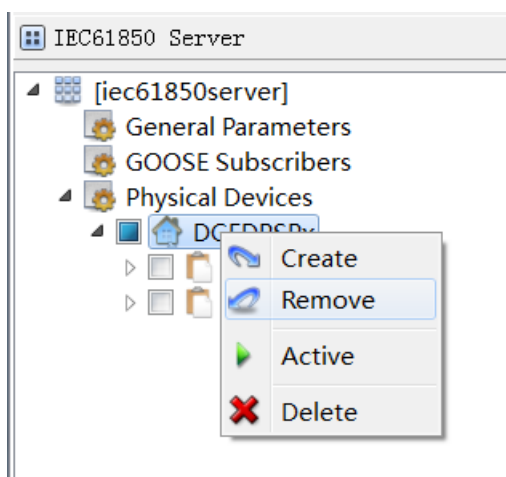 IEC61850 Server
[iec61850server]
General Parameters
GOOSE Subscribers
Physical Devices
Create
Remove
Active
Delete